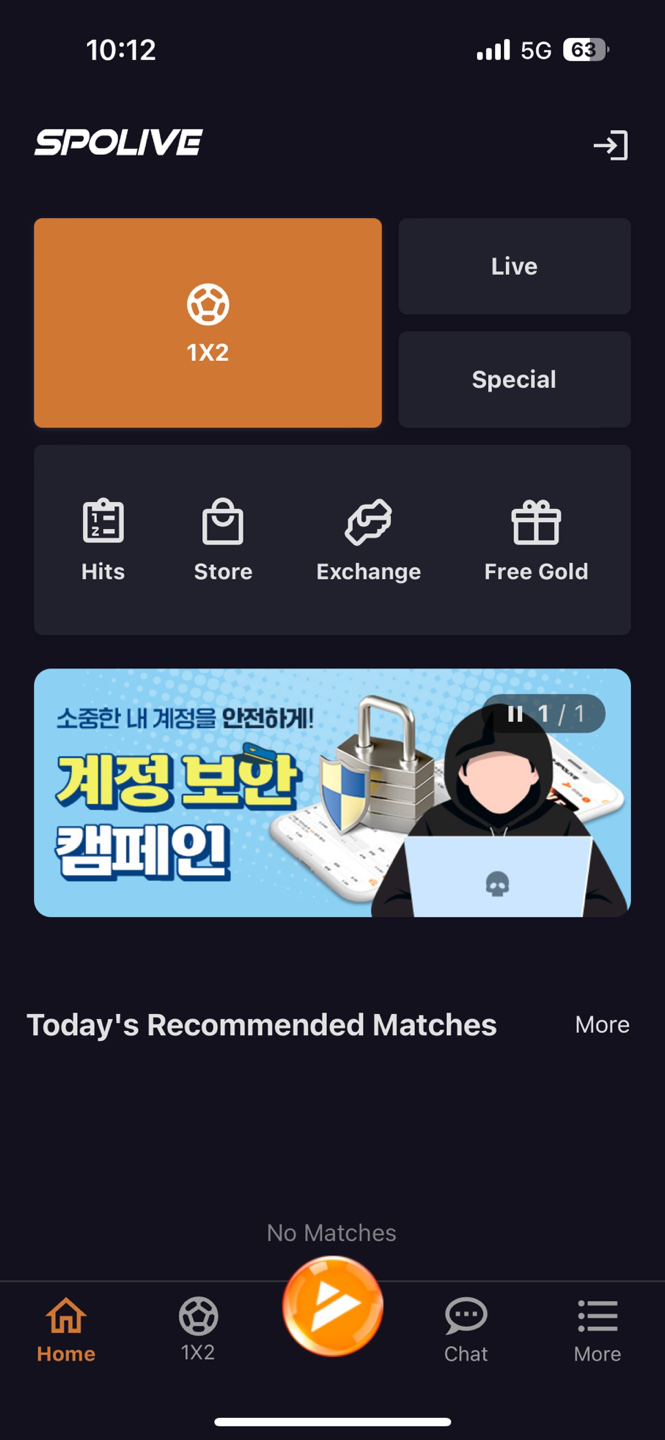 10:12
5G
63
SPOLIVE
1X2
Live
Special
Hits
Store
Exchange
Free Gold
소중한 내 계정을 안전하게!
1 / 1
계정 보안
캠페인
Today's Recommended Matches
More
No Matches
Home
1X2
Chat
More